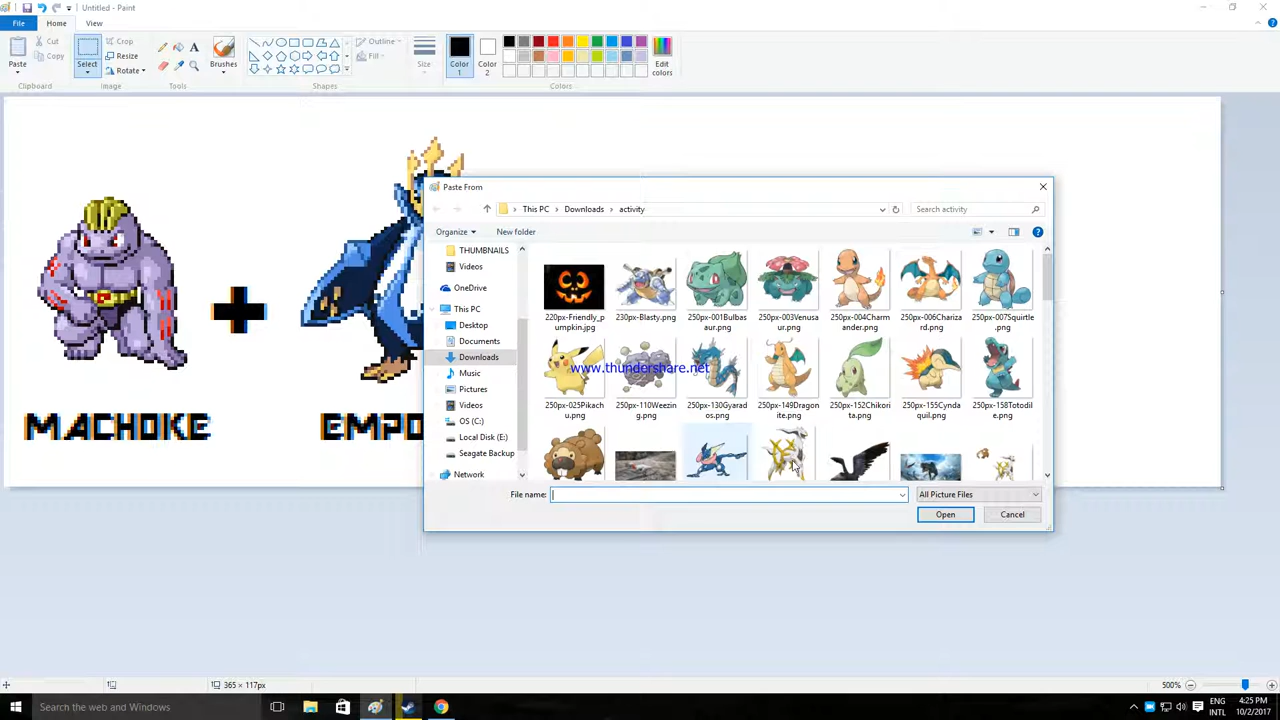 Untitled - Paint
File Home View
Paste
Cut
Copy
Clipboard
Select
Crop
Resize
Rotate
Image
Tools
Brushes
Shapes
Outline
Fill
Size
Color 1
Color 2
Edit colors
Colors
MACHOKE
EMPO
Paste From
This PC Downloads activity
Search activity
Organize New folder
THUMBNAILS
Videos
OneDrive
This PC
Desktop
Documents
Downloads
Music
Pictures
Videos
OS (C:)
Local Disk (E:)
Seagate Backup
Network
220px-Friendly_pumpkin.jpg
230px-Blasty.png
250px-001Bulbasaur.png
250px-003Venusaur.png
250px-004Charmander.png
250px-006Charizard.png
250px-007Squirtle.png
250px-025Pikachu.png
250px-110Weezing.png
250px-130Gyarados.png
250px-149Dragonite.png
250px-152Chikorita.png
250px-155Cyndaquil.png
250px-158Totodile.png
www.thundershare.net
File name:
All Picture Files
Open Cancel
365 × 117px
500%
Search the web and Windows
ENG
INTL
4:25 PM
10/2/2017